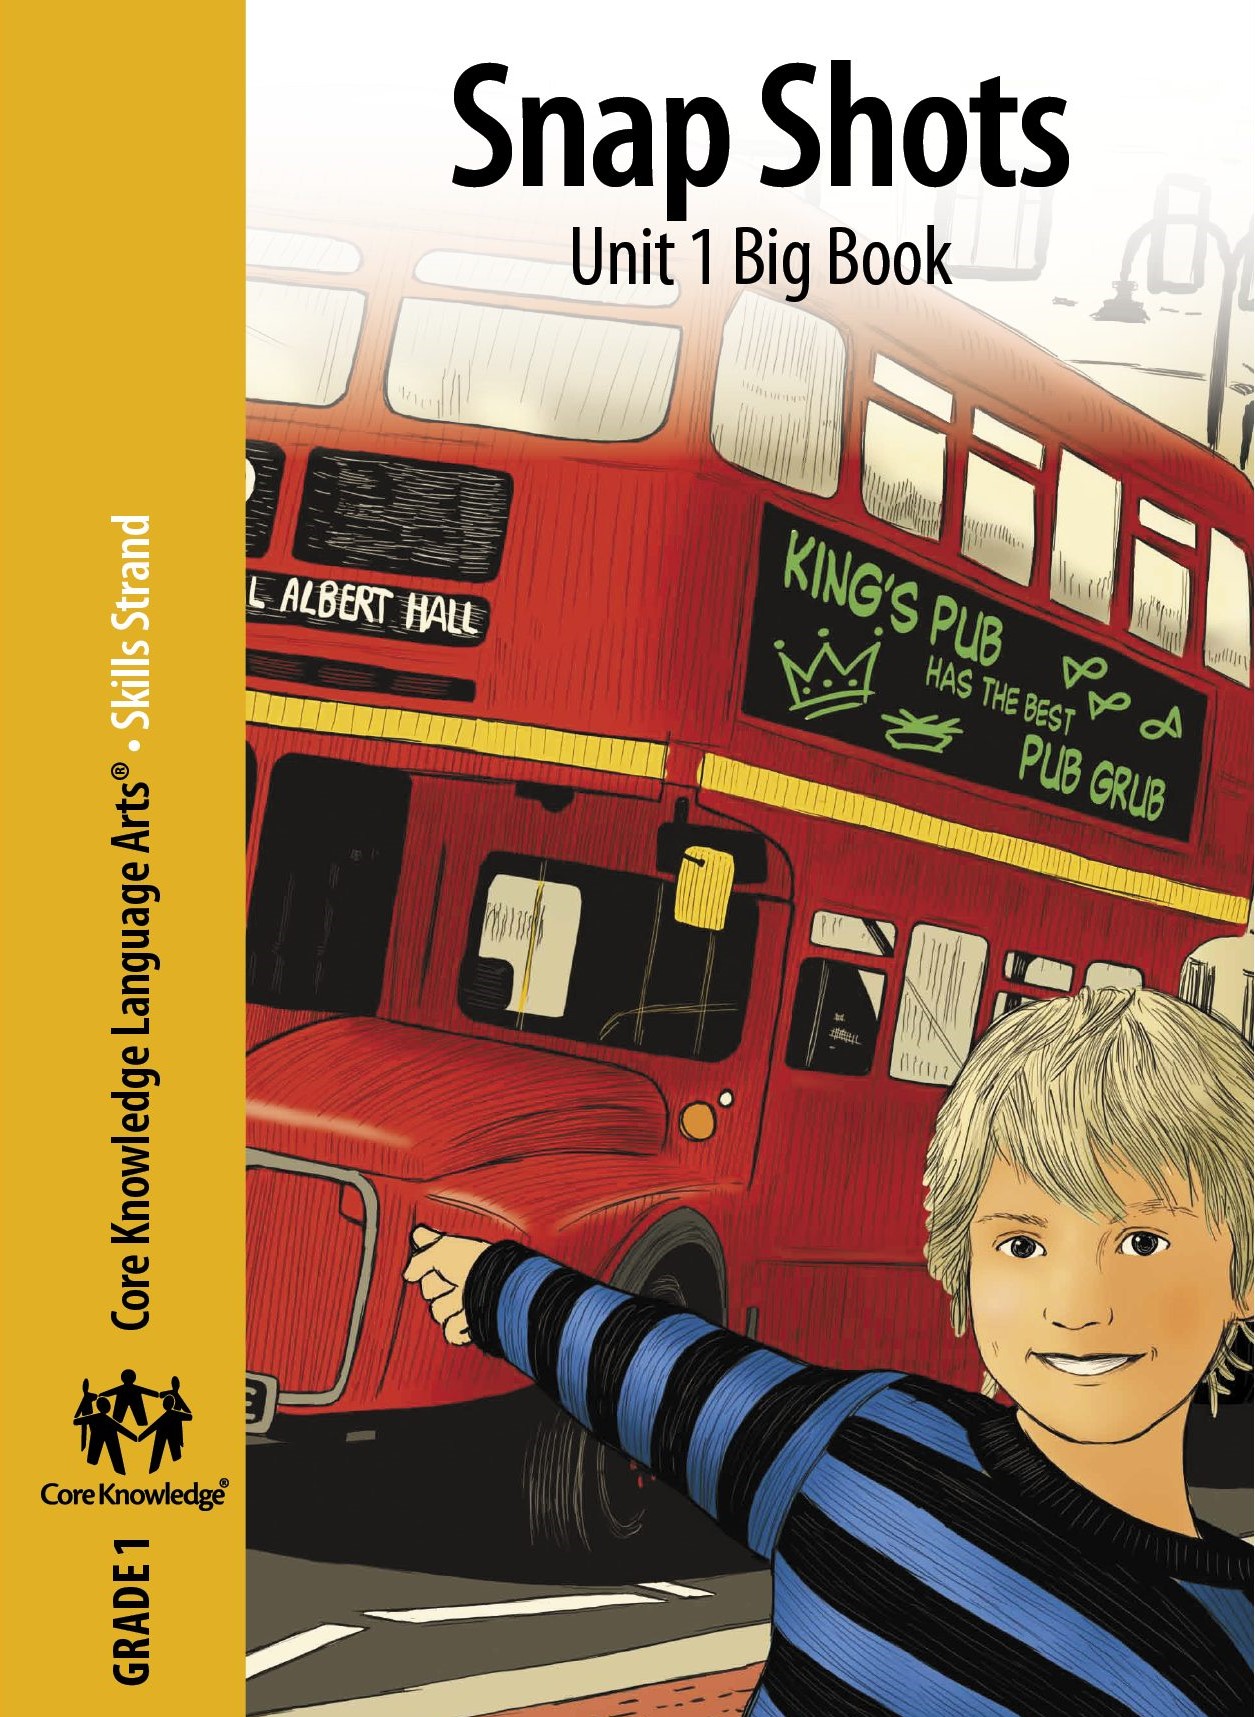 Snap Shots
Unit 1 Big Book
L ALBERT HALL
KING'S PUB
HAS THE BEST
PUB GRUB
Core Knowledge Language Arts® • Skills Strand
Core Knowledge®
GRADE 1